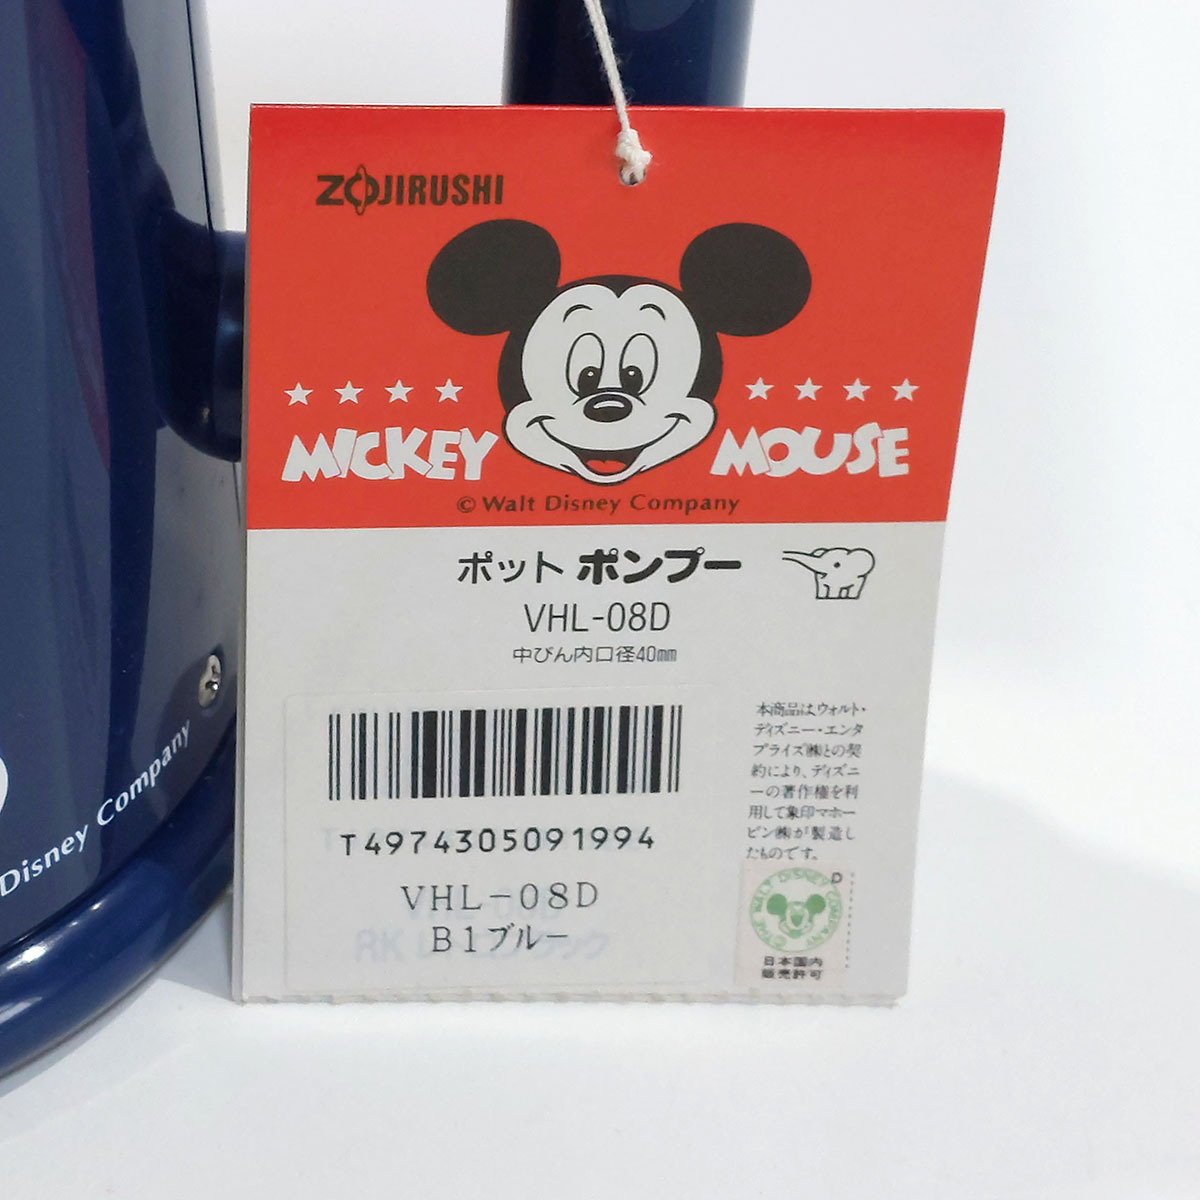 ZOJIRUSHI
MICKEY MOUSE
© Walt Disney Company
ポット ポンプー
VHL-08D
中びん内口径40mm
T4974305091994
VHL-08D
B1ブルー
本商品は、ウォルト・
ディズニー・エンタ
プライズ㈱との契
約により、ディズニ
ーの著作権を利
用して象印マホー
ビン㈱が製造し
たものです。
D
© THE WALT DISNEY COMPANY
日本国内
販売許可
Disney Company